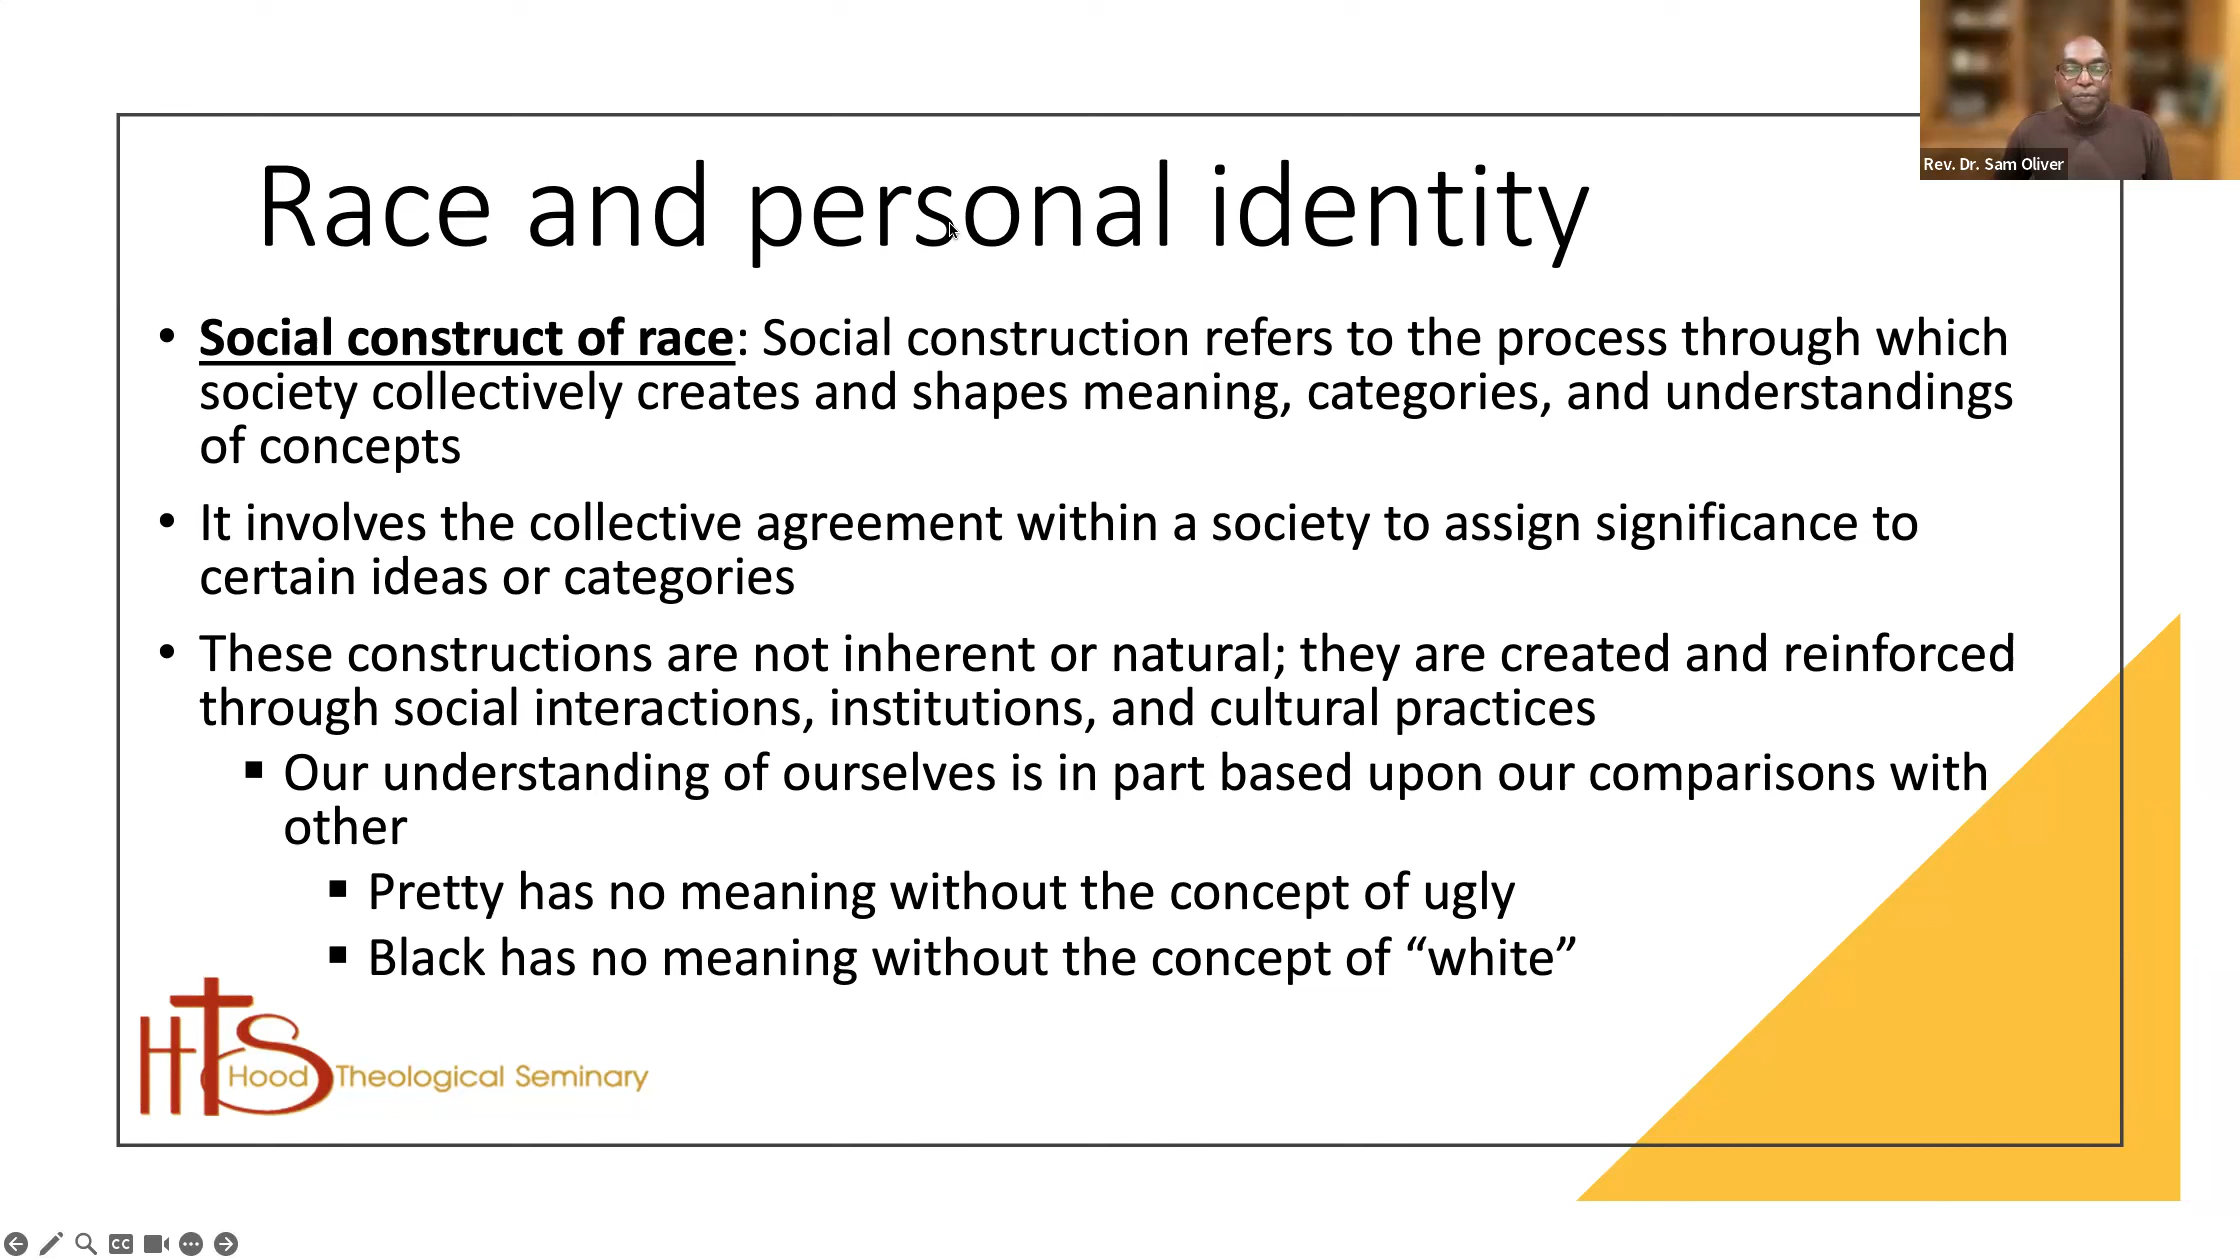 Rev. Dr. Sam Oliver
Race and personal identity
• Social construct of race: Social construction refers to the process through which
society collectively creates and shapes meaning, categories, and understandings
of concepts
• It involves the collective agreement within a society to assign significance to
certain ideas or categories
• These constructions are not inherent or natural; they are created and reinforced
through social interactions, institutions, and cultural practices
▪ Our understanding of ourselves is in part based upon our comparisons with
other
▪ Pretty has no meaning without the concept of ugly
▪ Black has no meaning without the concept of “white”
HTS
Hood Theological Seminary
CC